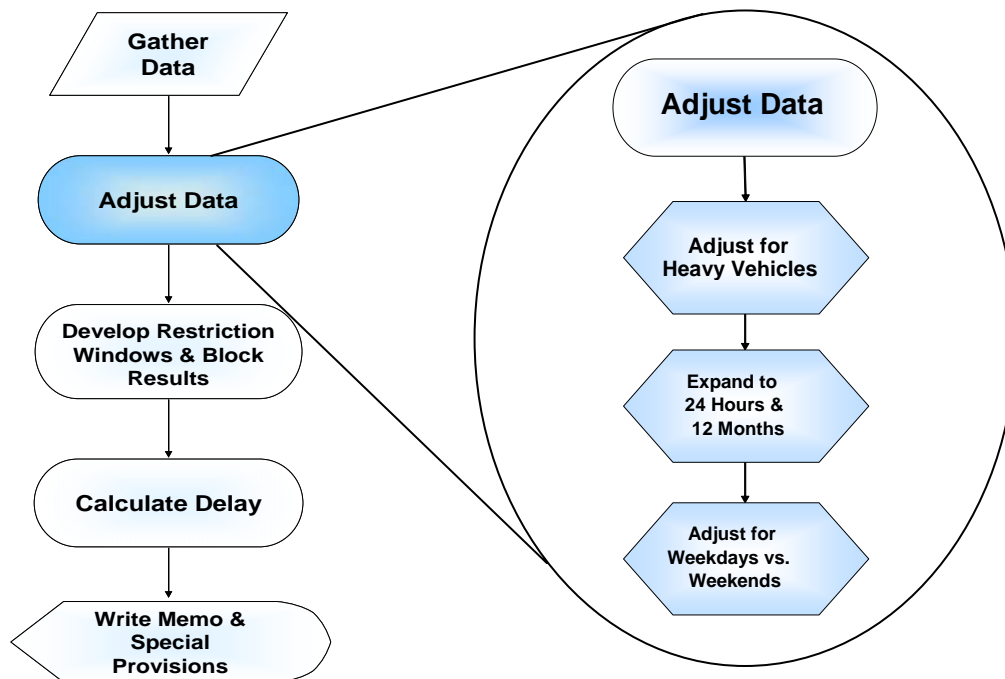 Gather
Data
Adjust Data
Develop Restriction
Windows & Block
Results
Calculate Delay
Write Memo &
Special
Provisions
Adjust Data
Adjust for
Heavy Vehicles
Expand to
24 Hours &
12 Months
Adjust for
Weekdays vs.
Weekends